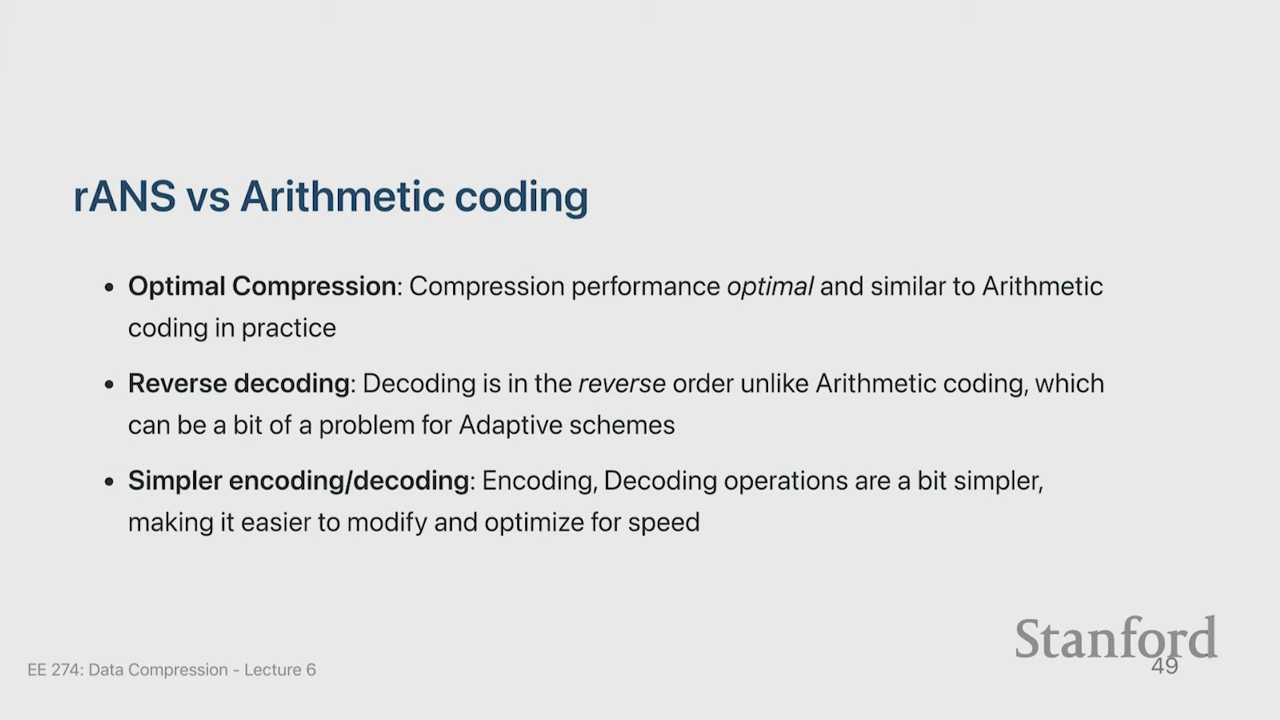 rANS vs Arithmetic coding
• Optimal Compression: Compression performance optimal and similar to Arithmetic
coding in practice
• Reverse decoding: Decoding is in the reverse order unlike Arithmetic coding, which
can be a bit of a problem for Adaptive schemes
• Simpler encoding/decoding: Encoding, Decoding operations are a bit simpler,
making it easier to modify and optimize for speed
Stanford
EE 274: Data Compression - Lecture 6
49